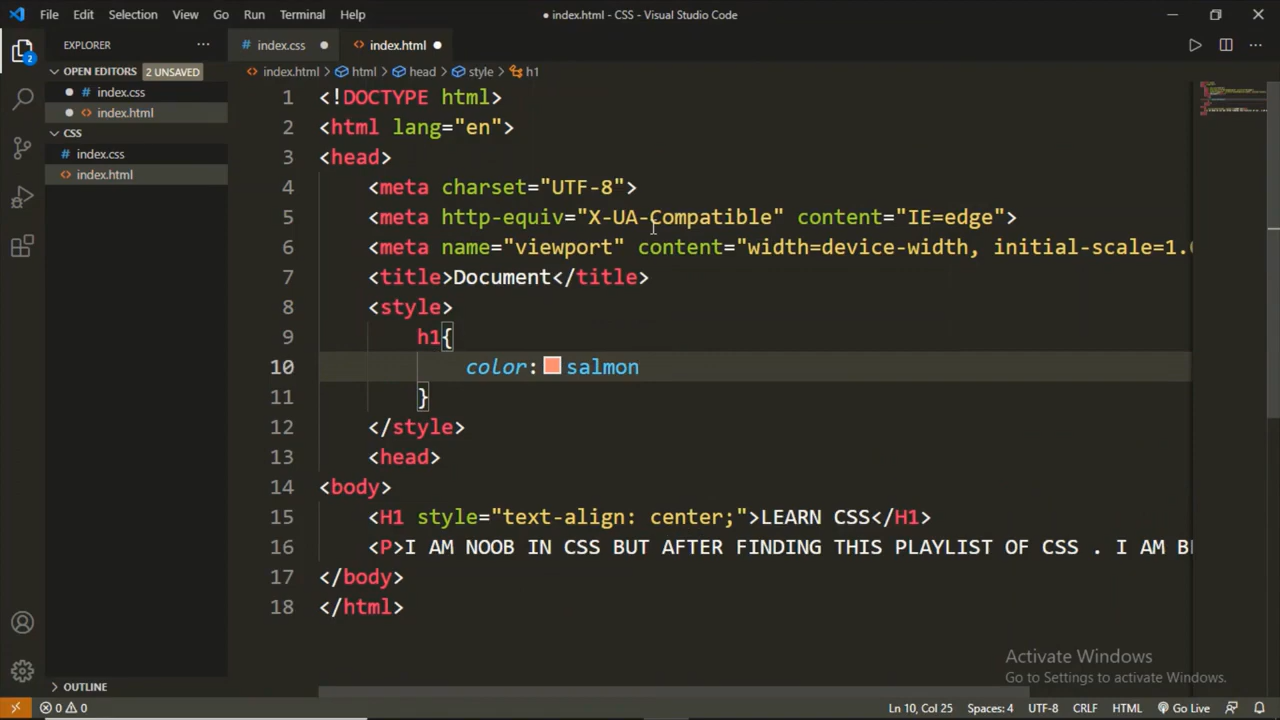 File Edit Selection View Go Run Terminal Help
● index.html - CSS - Visual Studio Code
EXPLORER
index.css
index.html
OPEN EDITORS 2 UNSAVED
index.html > html > head > style > h1
index.css
index.html
CSS
index.css
index.html
2
1 <!DOCTYPE html>
2 <html lang="en">
3 <head>
4 <meta charset="UTF-8">
5 <meta http-equiv="X-UA-Compatible" content="IE=edge">
6 <meta name="viewport" content="width=device-width, initial-scale=1.
7 <title>Document</title>
8 <style>
9 h1{
10 color: salmon
11 }
12 </style>
13 <head>
14 <body>
15 <H1 style="text-align: center;">LEARN CSS</H1>
16 <P>I AM NOOB IN CSS BUT AFTER FINDING THIS PLAYLIST OF CSS . I AM
17 </body>
18 </html>
Activate Windows
Go to Settings to activate Windows.
OUTLINE
0 0 Ln 10, Col 25 Spaces: 4 UTF-8 CRLF HTML Go Live